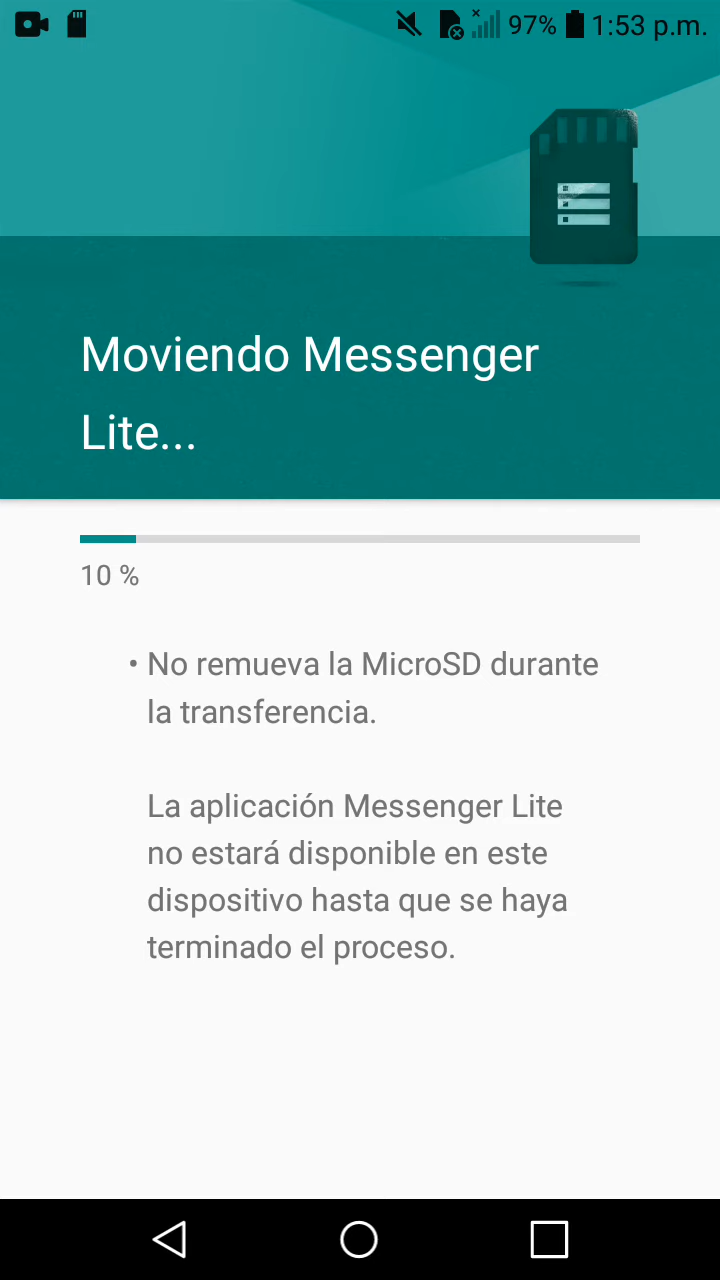 97% 1:53 p.m.
Moviendo Messenger
Lite...
10 %
• No remueva la MicroSD durante
la transferencia.
La aplicación Messenger Lite
no estará disponible en este
dispositivo hasta que se haya
terminado el proceso.